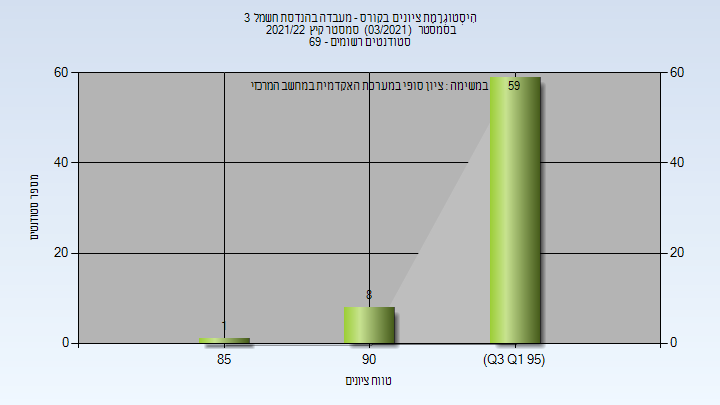 היסטוגרמת ציונים בקורס - מעבדה בהנדסת חשמל 3
בסמסטר (03/2021) סמסטר קיץ 2021/22
סטודנטים רשומים - 69
במשימה : ציון סופי במערכת האקדמית במחשב המרכזי
60
40
20
0
60
40
20
0
מספר סטודנטים
1
8
59
85
90
(Q3 Q1 95)
טווח ציונים